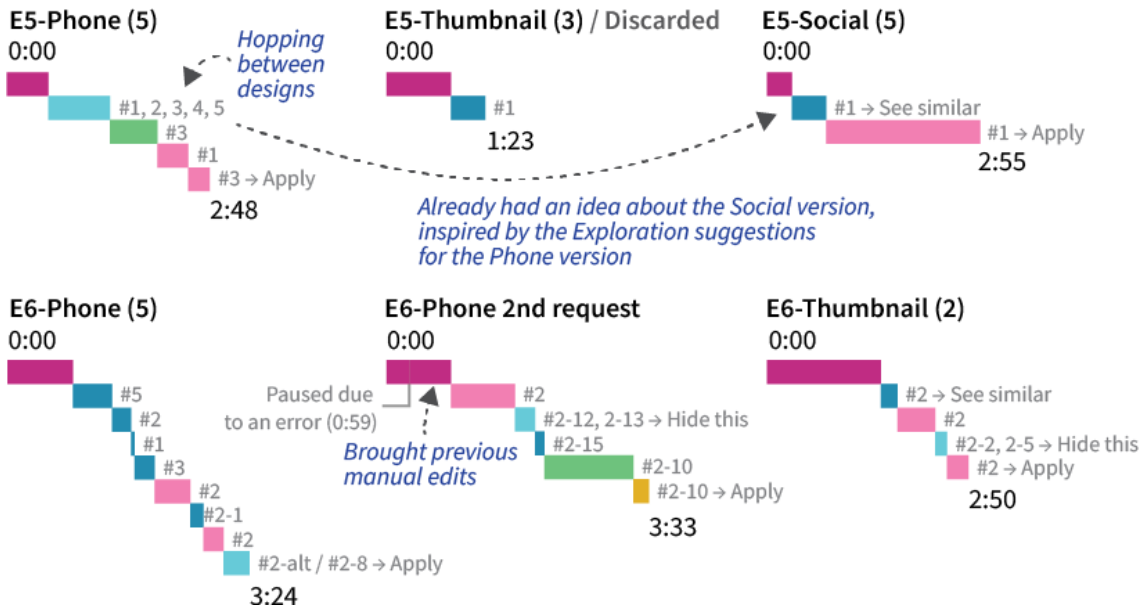 E5-Phone (5)
0:00
Hopping
between
designs
#1, 2, 3, 4, 5
#3
#1
#3 → Apply
2:48
E5-Thumbnail (3) / Discarded
0:00
#1
1:23
E5-Social (5)
0:00
#1 → See similar
#1 → Apply
2:55
Already had an idea about the Social version,
inspired by the Exploration suggestions
for the Phone version
E6-Phone (5)
0:00
#5
#2
#1
#3
#2
#2-1
#2
#2-alt / #2-8 → Apply
3:24
E6-Phone 2nd request
0:00
Paused due
to an error (0:59)
Brought previous
manual edits
#2
#2-12, 2-13 → Hide this
#2-15
#2-10
#2-10 → Apply
3:33
E6-Thumbnail (2)
0:00
#2 → See similar
#2
#2-2, 2-5 → Hide this
#2 → Apply
2:50